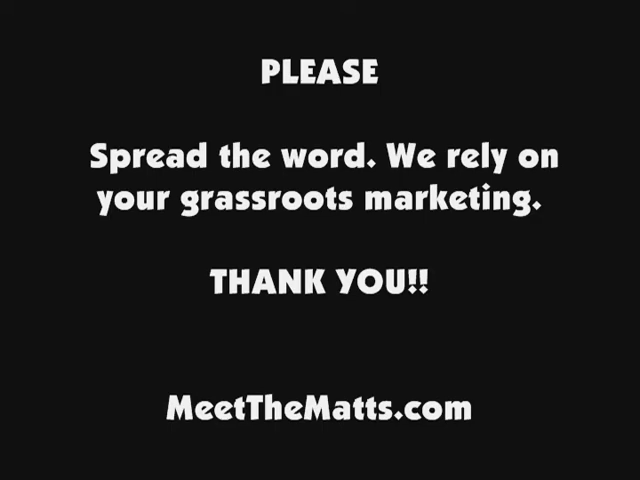 PLEASE
Spread the word. We rely on
your grassroots marketing.
THANK YOU!!
MeetTheMatts.com